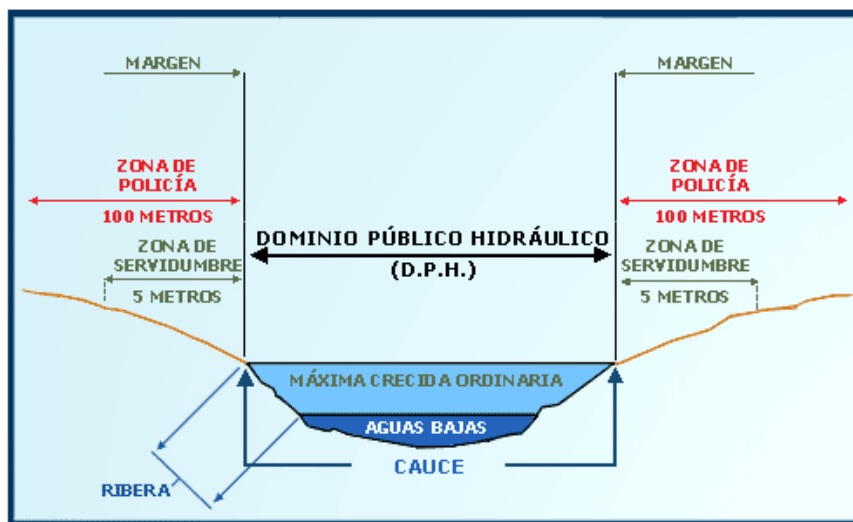 MARGEN
MARGEN
ZONA DE
POLICÍA
100 METROS
ZONA DE
POLICÍA
100 METROS
DOMINIO PÚBLICO HIDRÁULICO
(D.P.H.)
ZONA DE
SERVIDUMBRE
5 METROS
ZONA DE
SERVIDUMBRE
5 METROS
MÁXIMA CRECIDA ORDINARIA
AGUAS BAJAS
CAUCE
RIBERA